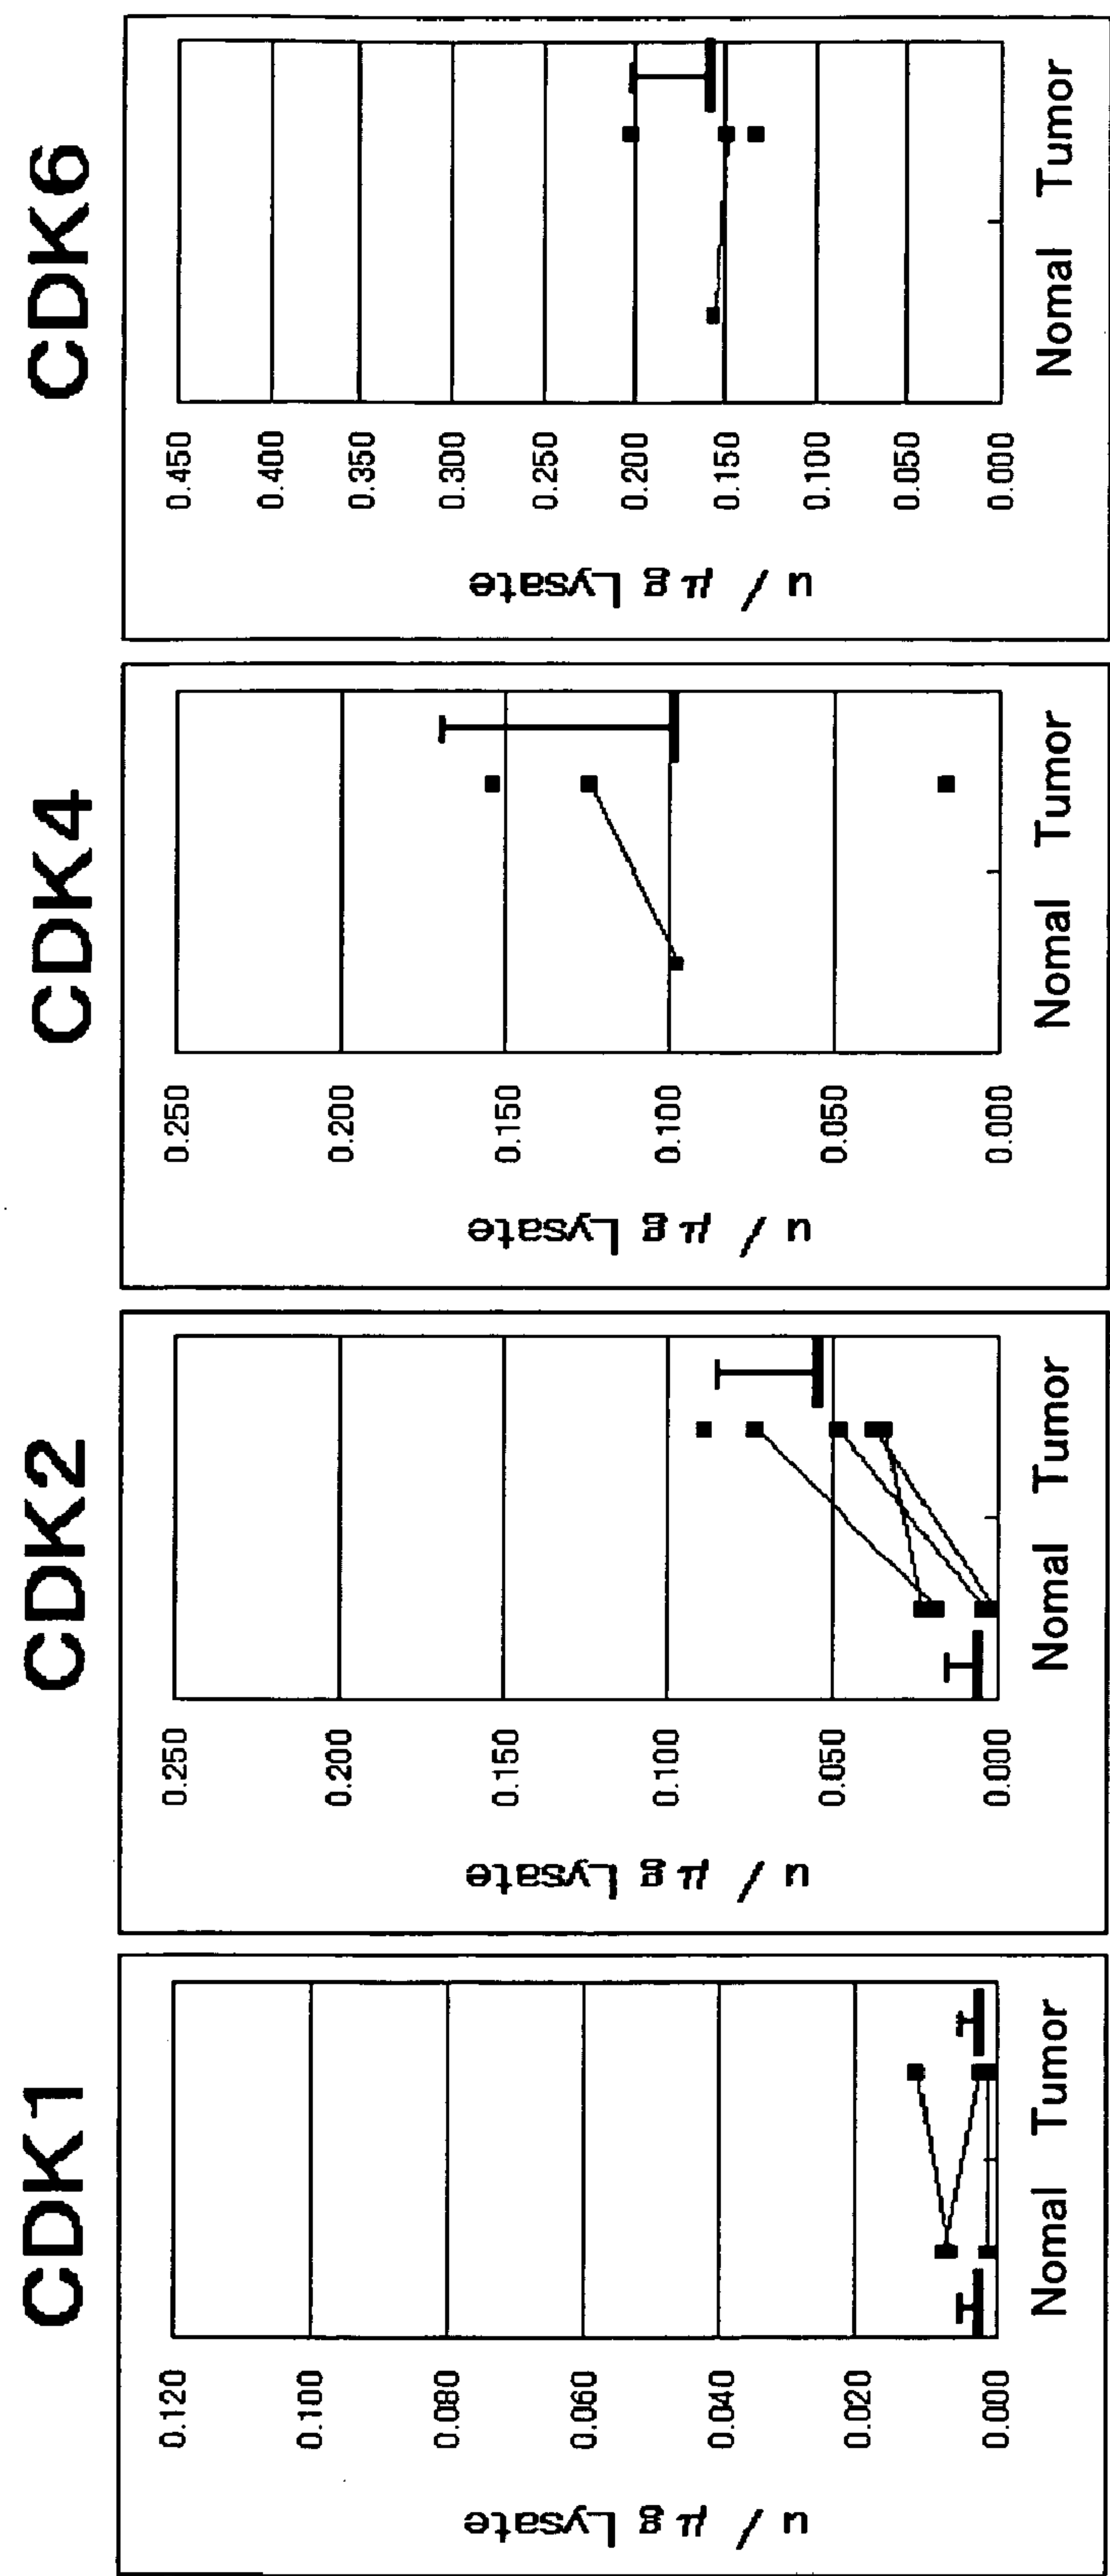 CDK1
u / μg Lysate
0.120
0.100
0.080
0.060
0.040
0.020
0.000
Nomal Tumor
CDK2
u / μg Lysate
0.250
0.200
0.150
0.100
0.050
0.000
Nomal Tumor
CDK4
u / μg Lysate
0.250
0.200
0.150
0.100
0.050
0.000
Nomal Tumor
CDK6
u / μg Lysate
0.450
0.400
0.350
0.300
0.250
0.200
0.150
0.100
0.050
0.000
Nomal Tumor